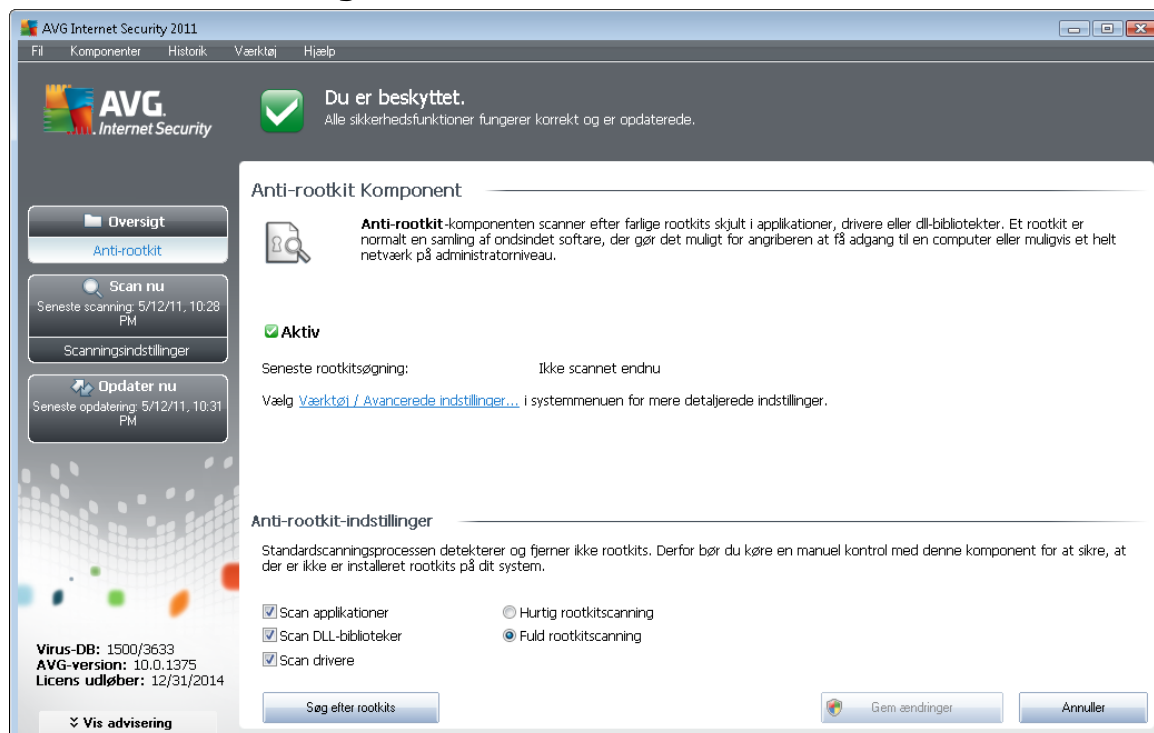 AVG Internet Security 2011
Fil Komponenter Historik Værktøj Hjælp
AVG.
Internet Security
Du er beskyttet.
Alle sikkerhedsfunktioner fungerer korrekt og er opdaterede.
Oversigt
Anti-rootkit
Scan nu
Seneste scanning: 5/12/11, 10:28
PM
Scanningsindstillinger
Opdater nu
Seneste opdatering: 5/12/11, 10:31
PM
Virus-DB: 1500/3633
AVG-version: 10.0.1375
Licens udløber: 12/31/2014
Vis advisering
Anti-rootkit Komponent
Anti-rootkit-komponenten scanner efter farlige rootkits skjult i applikationer, drivere eller dll-bibliotekter. Et rootkit er
normalt en samling af ondsindet softare, der gør det muligt for angriberen at få adgang til en computer eller muligvis et helt
netværk på administratorniveau.
Aktiv
Seneste rootkitsøgning: Ikke scannet endnu
Vælg Værktøj / Avancerede indstillinger... i systemmenuen for mere detaljerede indstillinger.
Anti-rootkit-indstillinger
Standardscanningsprocessen detekterer og fjerner ikke rootkits. Derfor bør du køre en manuel kontrol med denne komponent for at sikre, at
der er ikke er installeret rootkits på dit system.
Scan applikationer Hurtig rootkitscanning
Scan DLL-biblioteker Fuld rootkitscanning
Scan drivere
Søg efter rootkits Gem ændringer Annuller